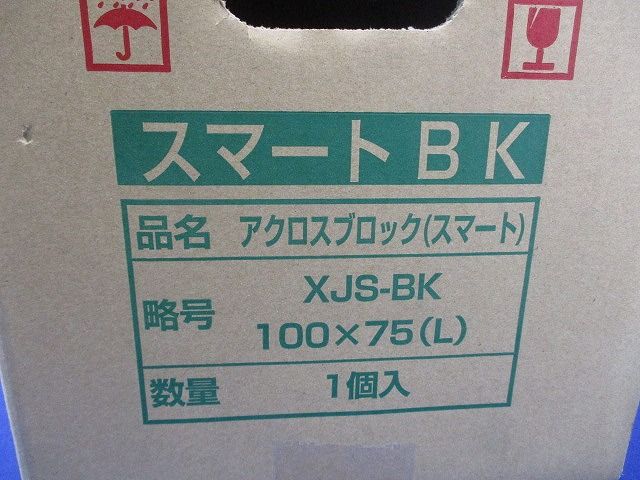 スマートBK
品名 アクロスブロック(スマート)
略号 XJS-BK
100×75(L)
数量 1個入